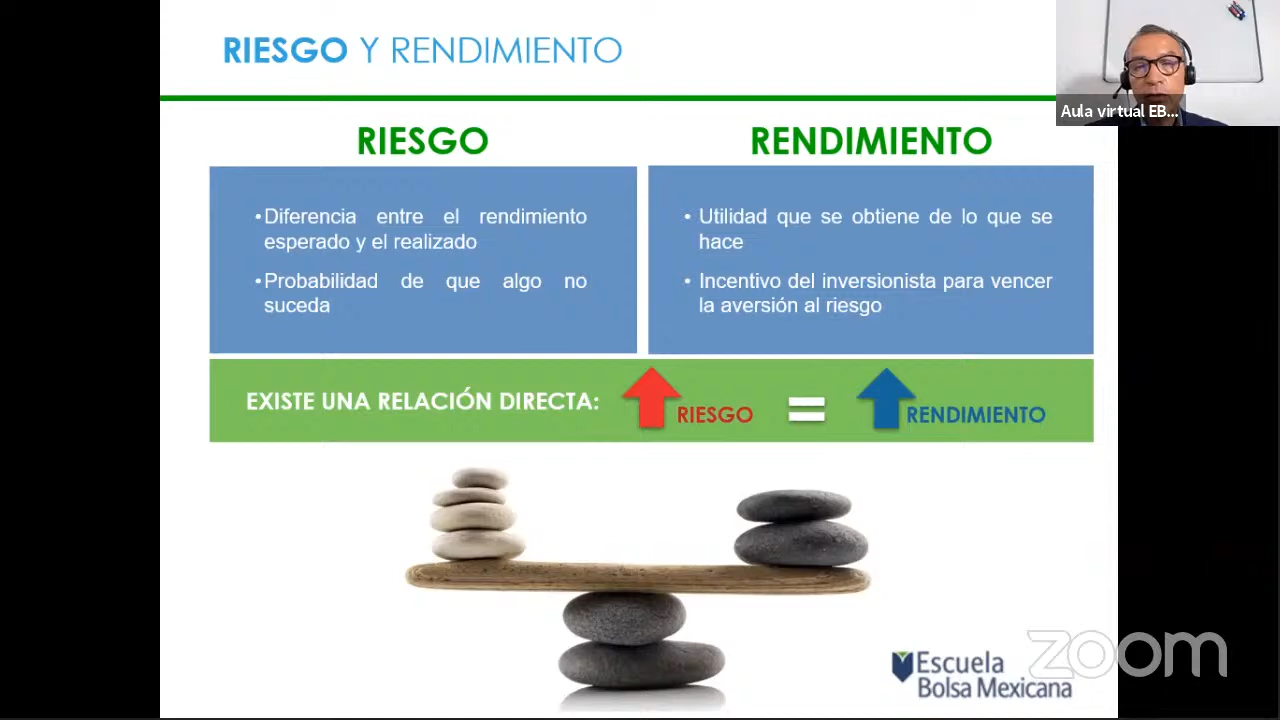 RIESGO Y RENDIMIENTO
Aula virtual EB...
RIESGO
•Diferencia entre el rendimiento
esperado y el realizado
•Probabilidad de que algo no
suceda
RENDIMIENTO
• Utilidad que se obtiene de lo que se
hace
• Incentivo del inversionista para vencer
la aversión al riesgo
EXISTE UNA RELACIÓN DIRECTA:
RIESGO
=
RENDIMIENTO
Escuela
Bolsa Mexicana
zoom